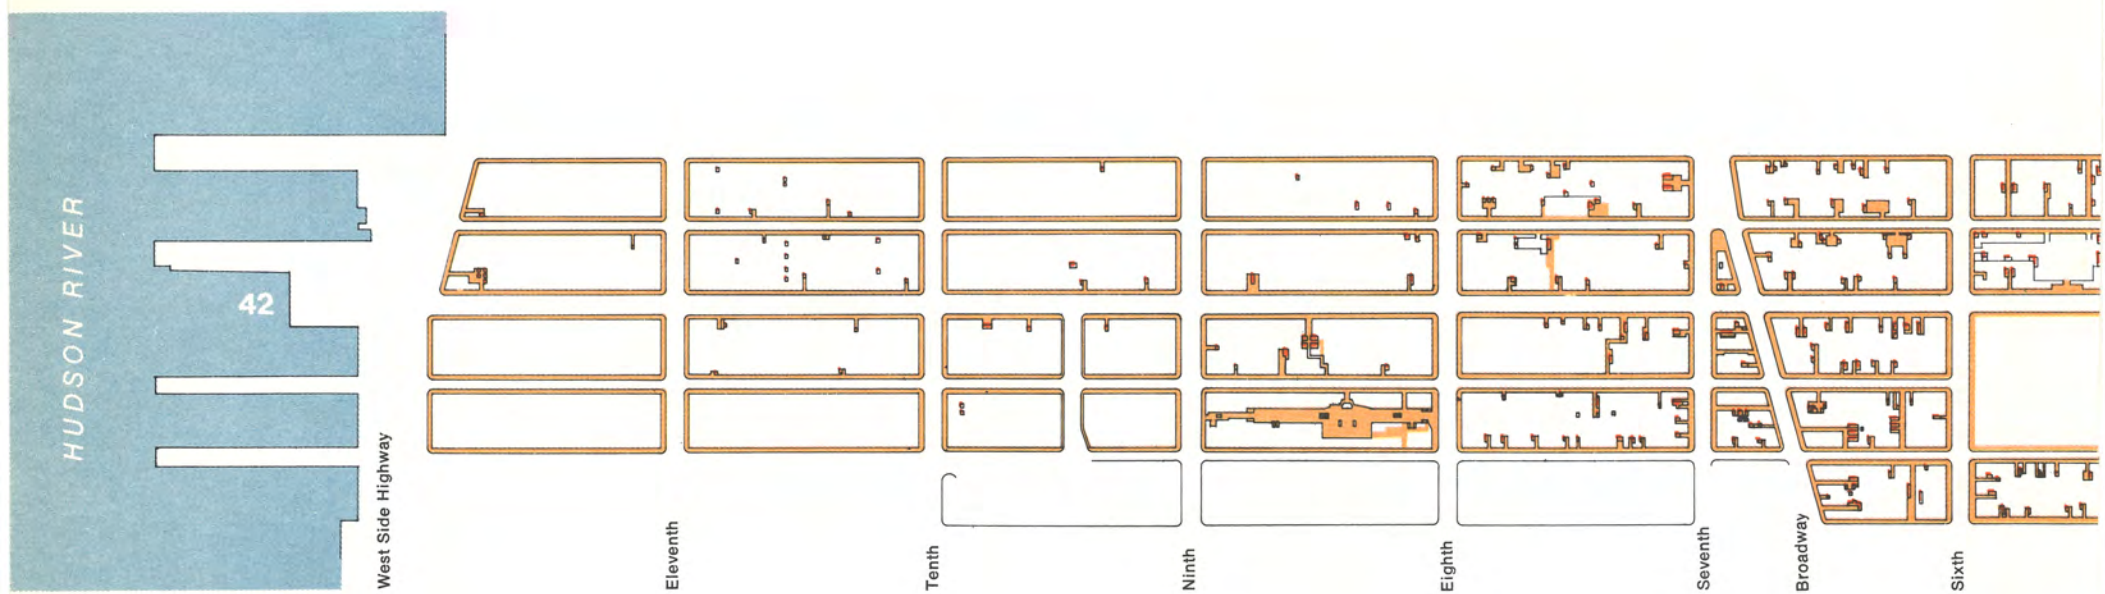 HUDSON RIVER
42
West Side Highway
Eleventh
Tenth
Ninth
Eighth
Seventh
Broadway
Sixth